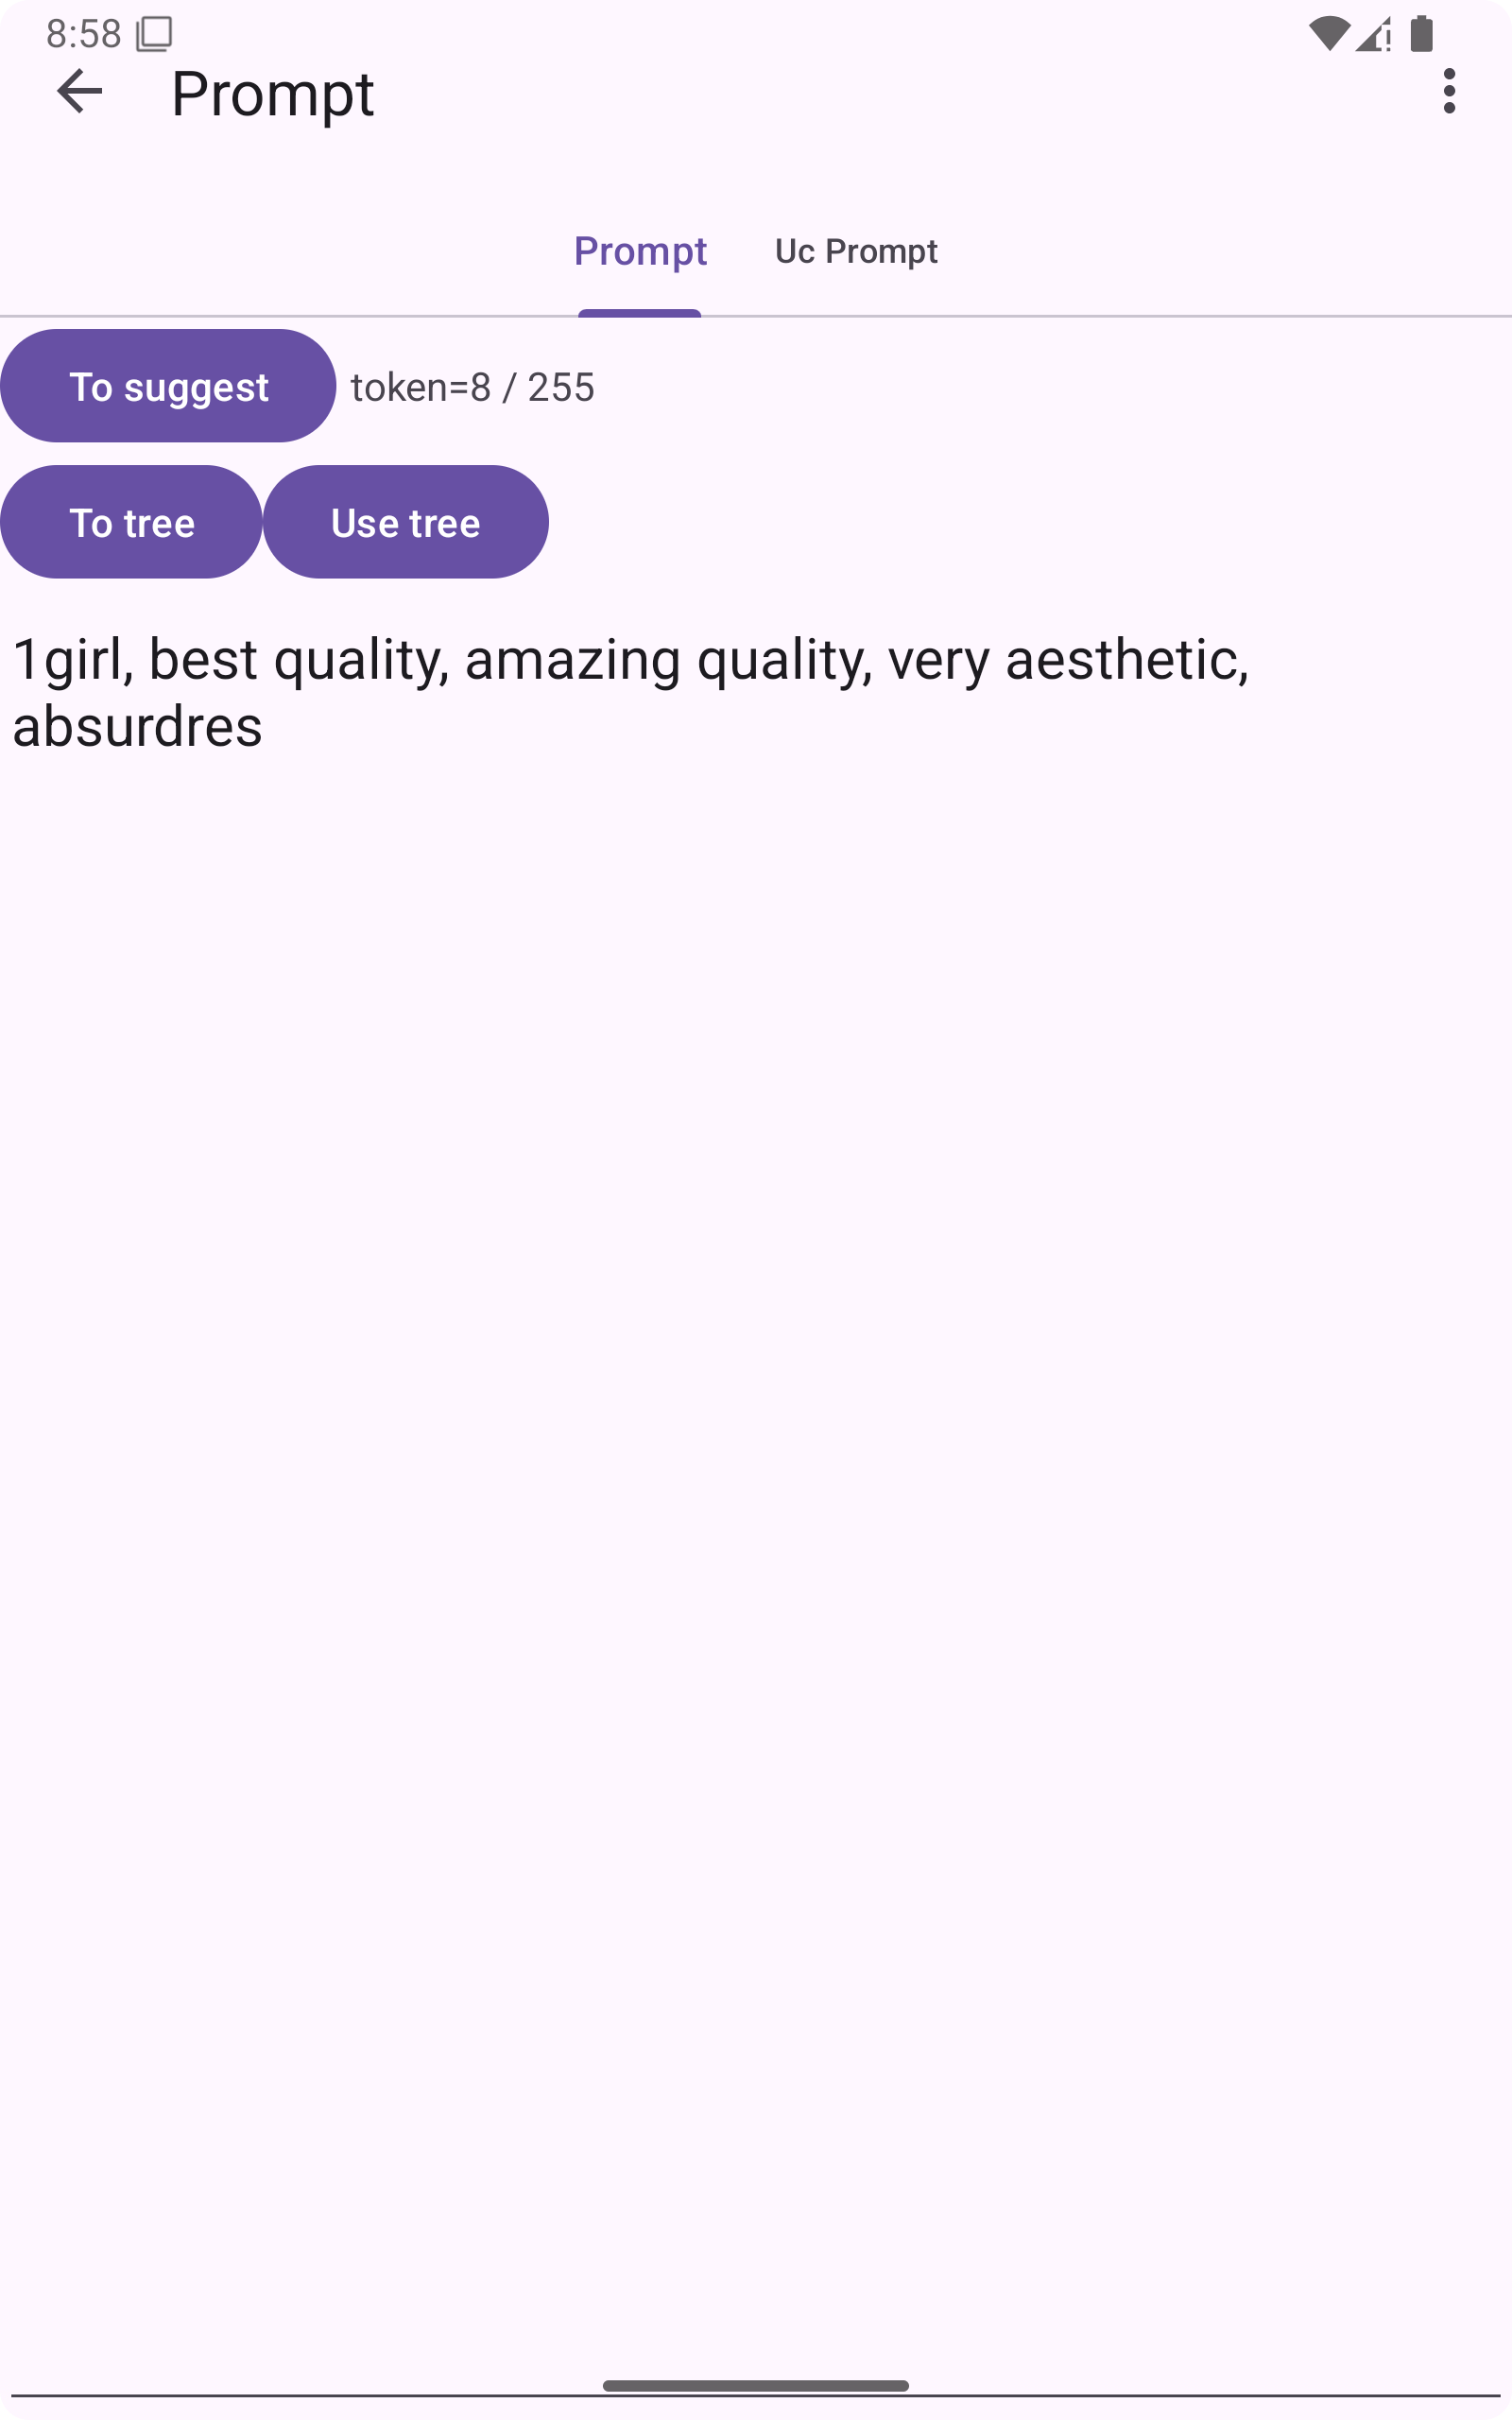 8:58
Prompt
Prompt Uc Prompt
To suggest token=8 / 255
To tree Use tree
1girl, best quality, amazing quality, very aesthetic,
absurdres